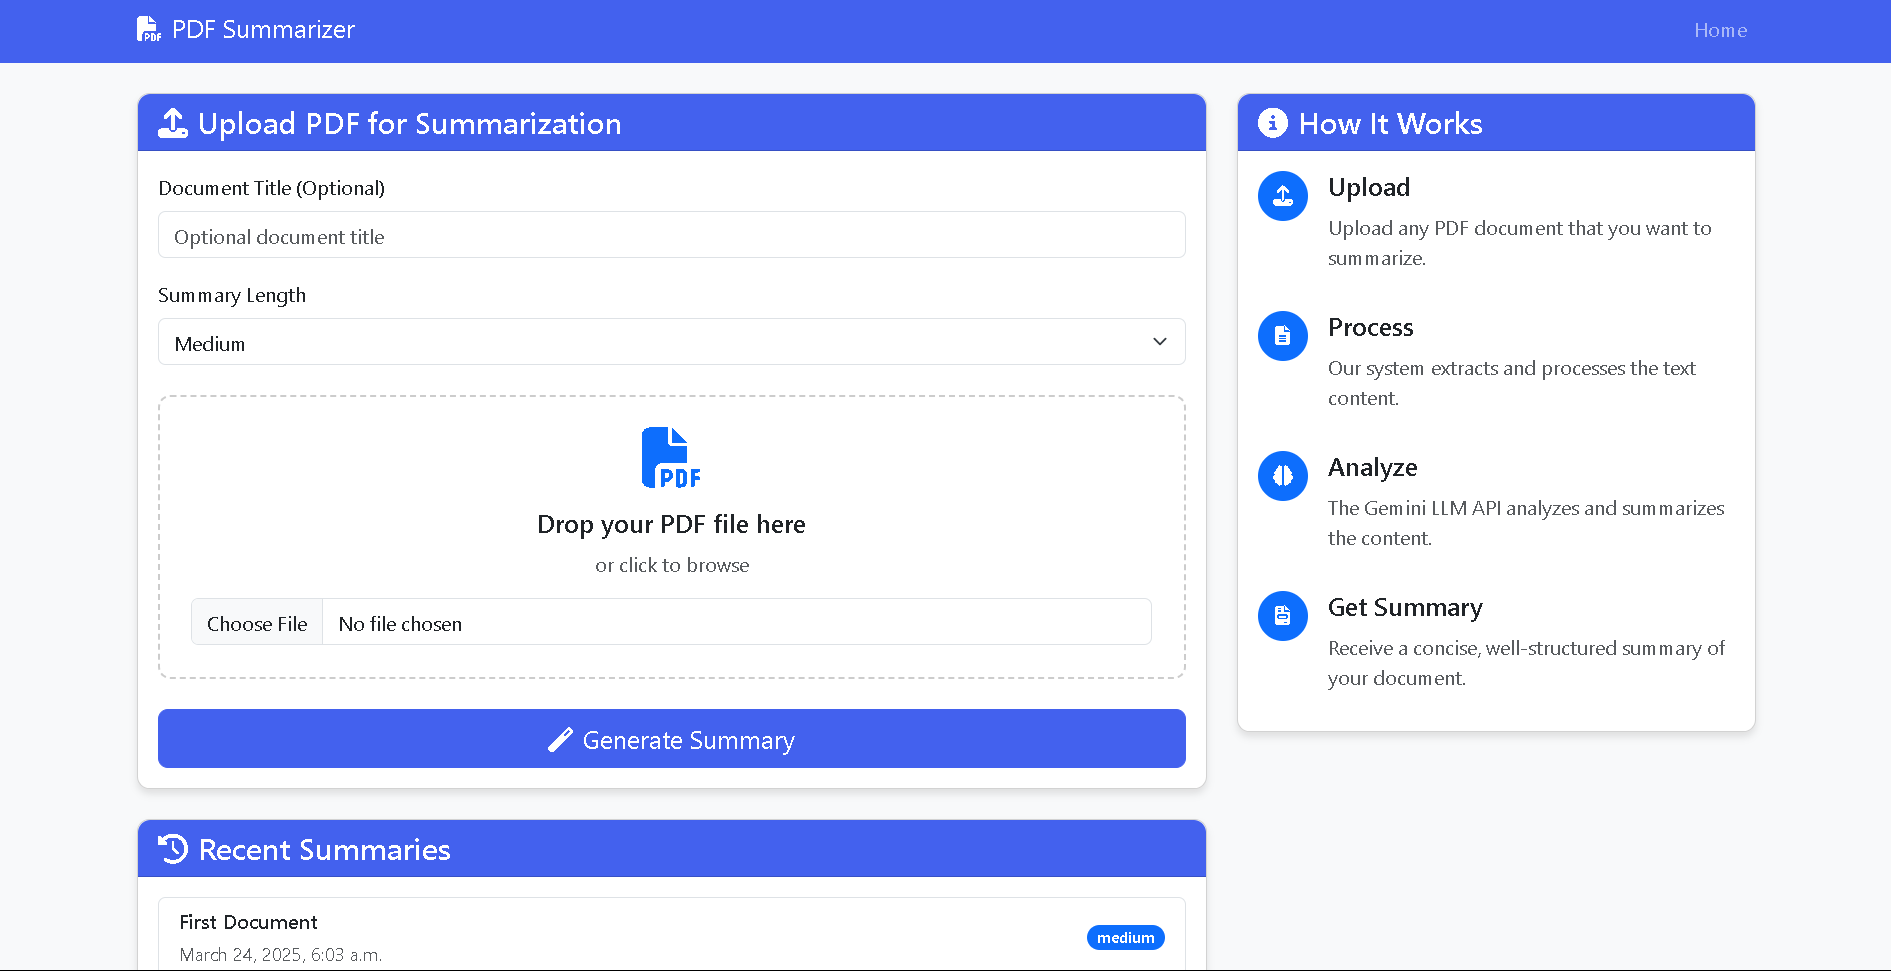 PDF Summarizer
Home
Upload PDF for Summarization
Document Title (Optional)
Optional document title
Summary Length
Medium
PDF
Drop your PDF file here
or click to browse
Choose File No file chosen
Generate Summary
How It Works
Upload
Upload any PDF document that you want to
summarize.
Process
Our system extracts and processes the text
content.
Analyze
The Gemini LLM API analyzes and summarizes
the content.
Get Summary
Receive a concise, well-structured summary of
your document.
Recent Summaries
First Document
medium
March 24, 2025, 6:03 a.m.